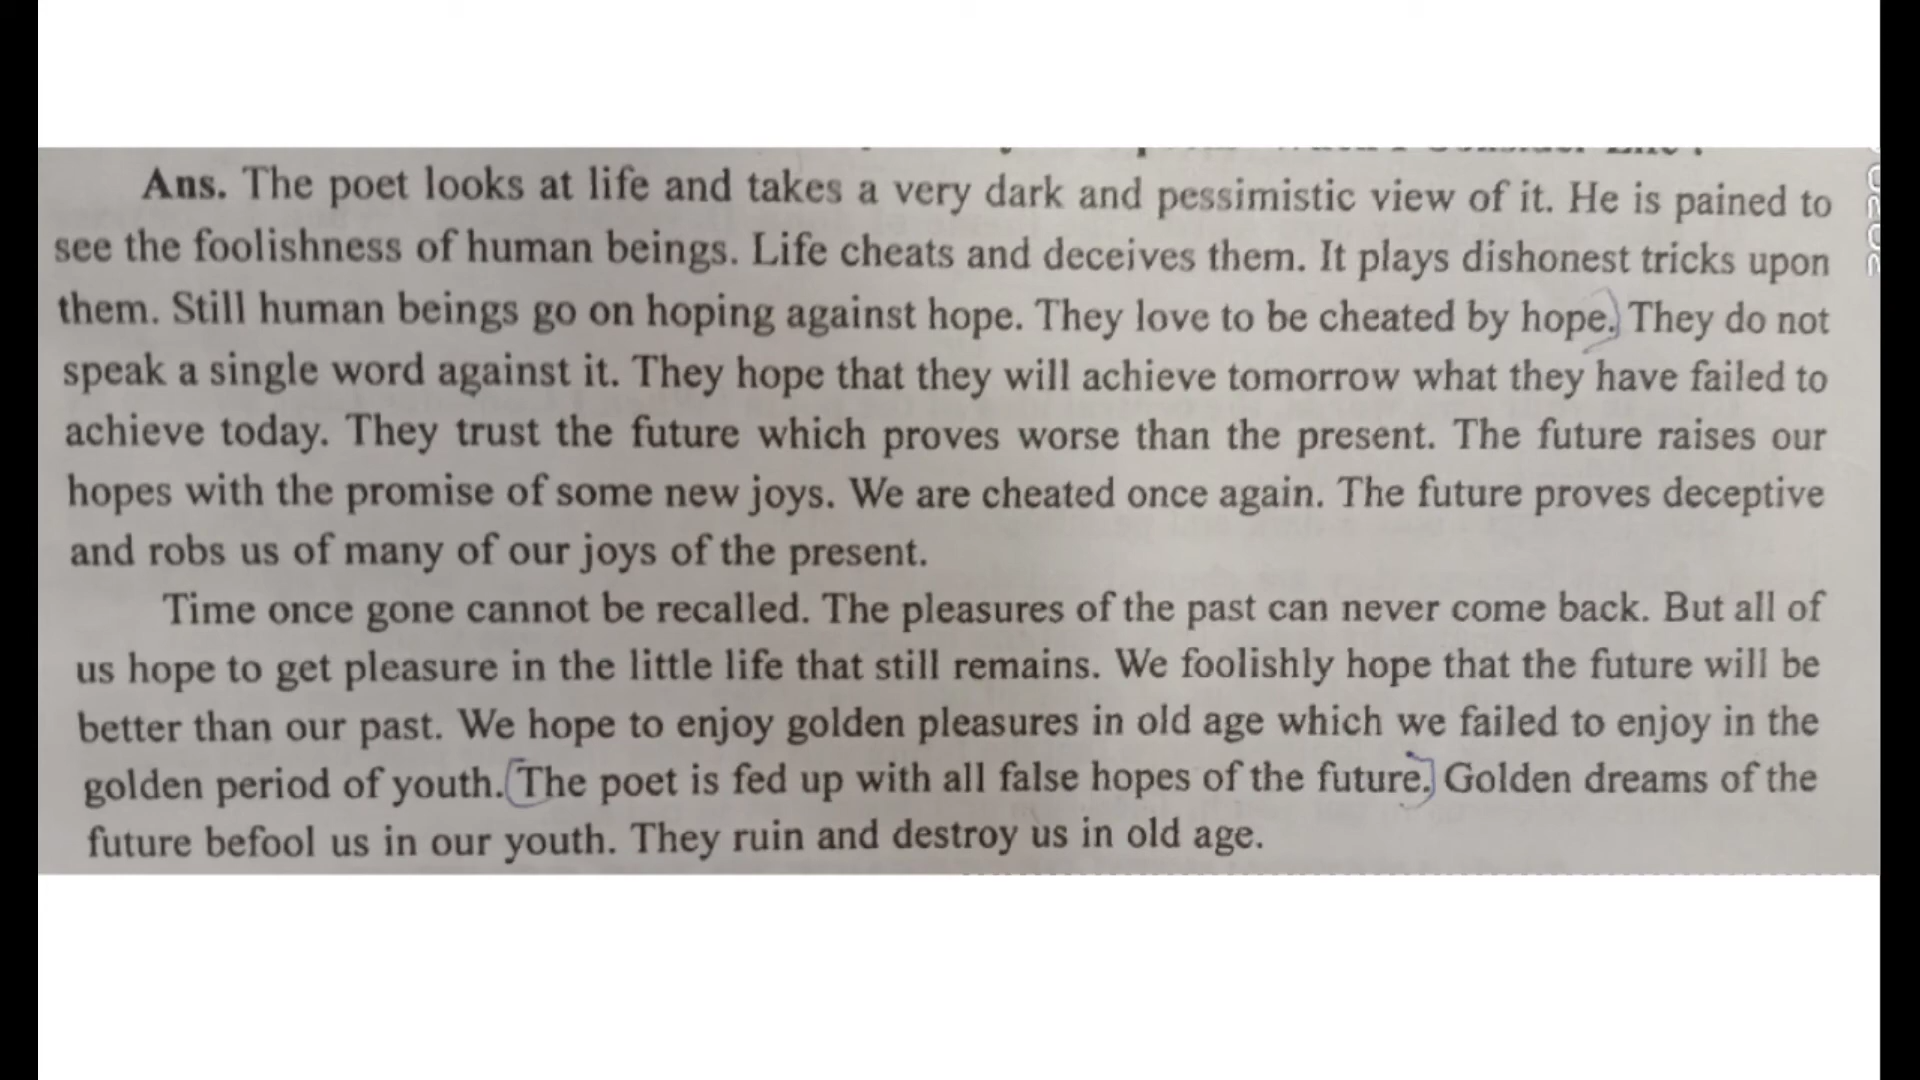 Ans. The poet looks at life and takes a very dark and pessimistic view of it. He is pained to
see the foolishness of human beings. Life cheats and deceives them. It plays dishonest tricks upon
them. Still human beings go on hoping against hope. They love to be cheated by hope. They do not
speak a single word against it. They hope that they will achieve tomorrow what they have failed to
achieve today. They trust the future which proves worse than the present. The future raises our
hopes with the promise of some new joys. We are cheated once again. The future proves deceptive
and robs us of many of our joys of the present.
Time once gone cannot be recalled. The pleasures of the past can never come back. But all of
us hope to get pleasure in the little life that still remains. We foolishly hope that the future will be
better than our past. We hope to enjoy golden pleasures in old age which we failed to enjoy in the
golden period of youth. The poet is fed up with all false hopes of the future. Golden dreams of the
future befool us in our youth. They ruin and destroy us in old age.